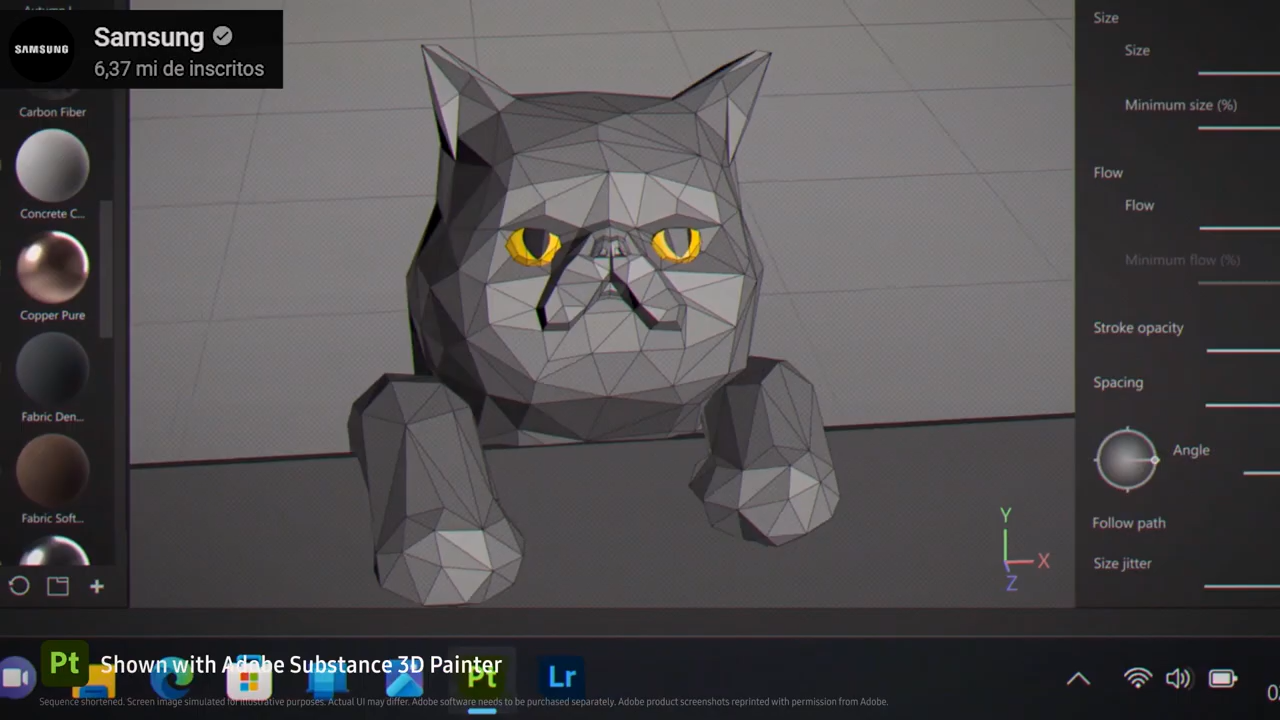 SAMSUNG
Samsung
6,37 mi de inscritos
Carbon Fiber
Concrete C...
Copper Pure
Fabric Den...
Fabric Soft...
Size
Size
Minimum size (%)
Flow
Flow
Minimum flow (%)
Stroke opacity
Spacing
Angle
Follow path
Size jitter
Y
X
Z
Pt Shown with Adobe Substance 3D Painter
Pt
Lr
Sequence shortened. Screen image simulated for illustrative purposes. Actual UI may differ. Adobe software needs to be purchased separately. Adobe product screenshots reprinted with permission from Adobe.